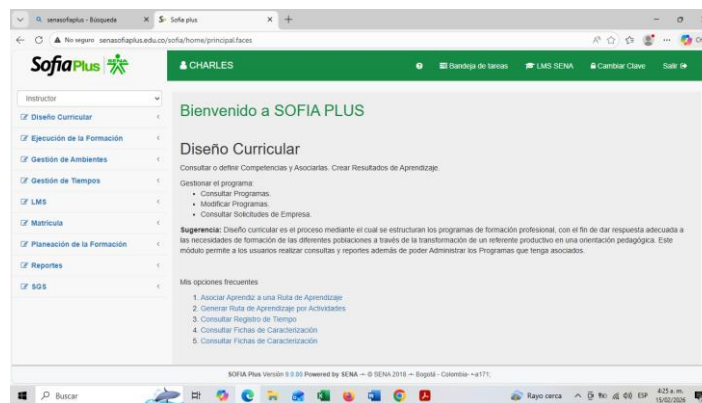 senasofiaplus - Búsqueda
Sofia plus
No seguro senasofiaplus.edu.co/sofia/home/principal.faces
SofiaPlus SENA
CHARLES
Bandeja de tareas
LMS SENA
Cambiar Clave
Salir
Instructor
Diseño Curricular
Ejecución de la Formación
Gestión de Ambientes
Gestión de Tiempos
LMS
Matricula
Planeación de la Formación
Reportes
SGS
Bienvenido a SOFIA PLUS
Diseño Curricular
Consultar o definir Competencias y Asociarlas. Crear Resultados de Aprendizaje.
Gestionar el programa:
• Consultar Programas.
• Modificar Programas.
• Consultar Solicitudes de Empresa.
Sugerencia: Diseño curricular es el proceso mediante el cual se estructuran los programas de formación profesional, con el fin de dar respuesta adecuada a
las necesidades de formación de las diferentes poblaciones a través de la transformación de un referente productivo en una orientación pedagógica. Este
módulo permite a los usuarios realizar consultas y reportes además de poder Administrar los Programas que tenga asociados.
Mis opciones frecuentes
1. Asociar Aprendiz a una Ruta de Aprendizaje
2. Generar Ruta de Aprendizaje por Actividades
3. Consultar Registro de Tiempo
4. Consultar Fichas de Caracterización
5. Consultar Fichas de Caracterización
SOFIA Plus Versión 9.0.00 Powered by SENA -- © SENA 2018 -- Bogotá - Colombia- -a171;
Buscar
Rayo cerca
ESP
4:25 a. m.
15/02/2026